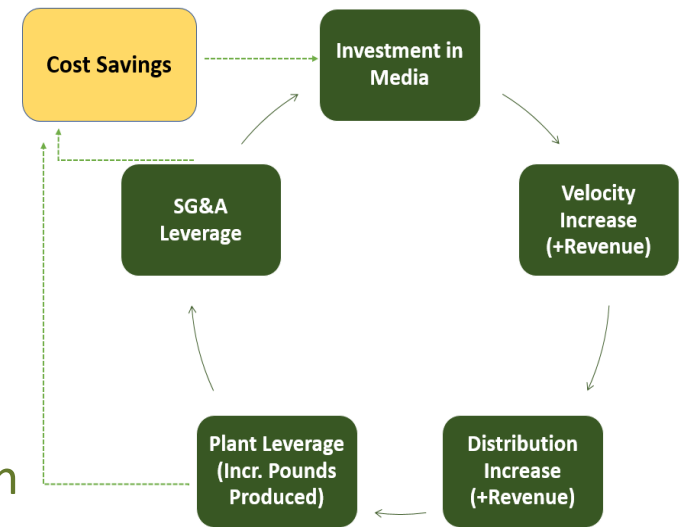 Cost Savings
Investment in
Media
Velocity
Increase
(+Revenue)
Distribution
Increase
(+Revenue)
Plant Leverage
(Incr. Pounds
Produced)
SG&A
Leverage